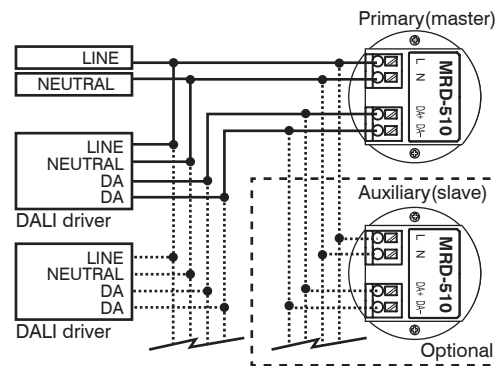 Primary(master)
LINE
NEUTRAL
L
N
DA+
DA−
MRD-510
LINE
NEUTRAL
DA
DA
DALI driver
Auxiliary(slave)
L
N
DA+
DA−
MRD-510
LINE
NEUTRAL
DA
DA
DALI driver
Optional